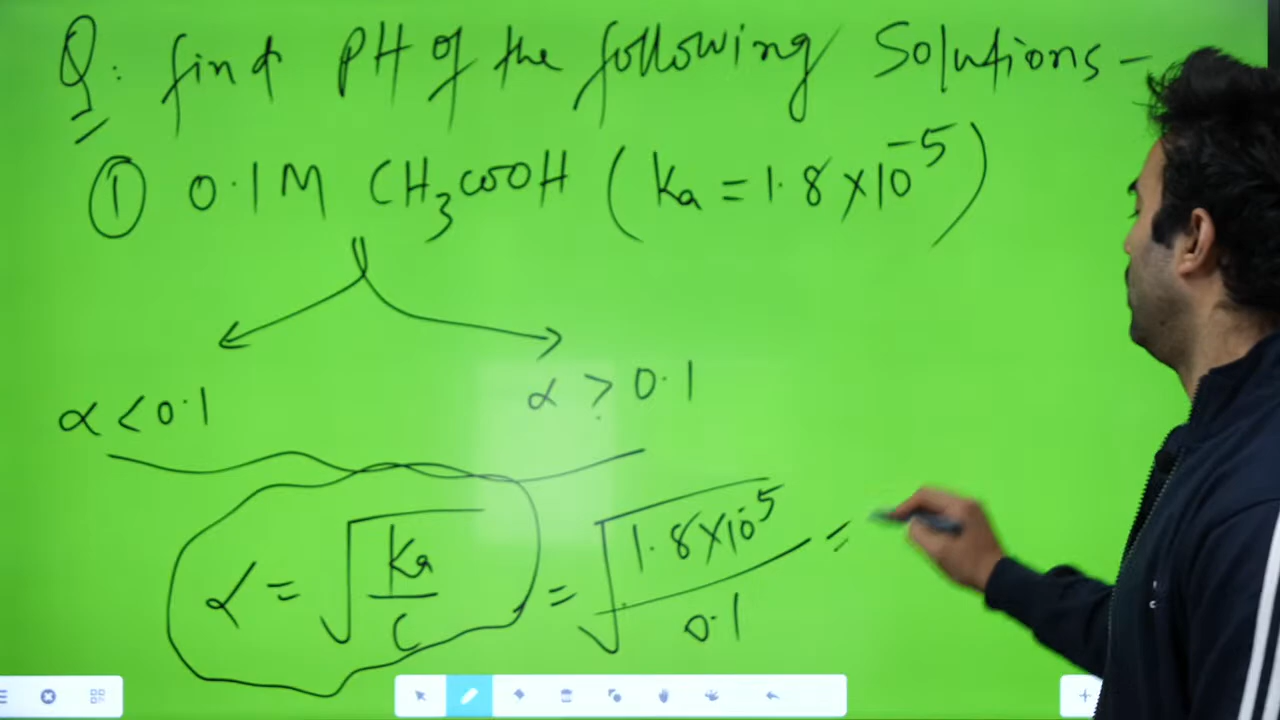 Q. find PH of the following Solutions -
① 0.1M CH₃COOH (Ka = 1.8×10⁻⁵)
α < 0.1
α > 0.1
α = √(Ka/C) = √(1.8×10⁻⁵/0.1) =